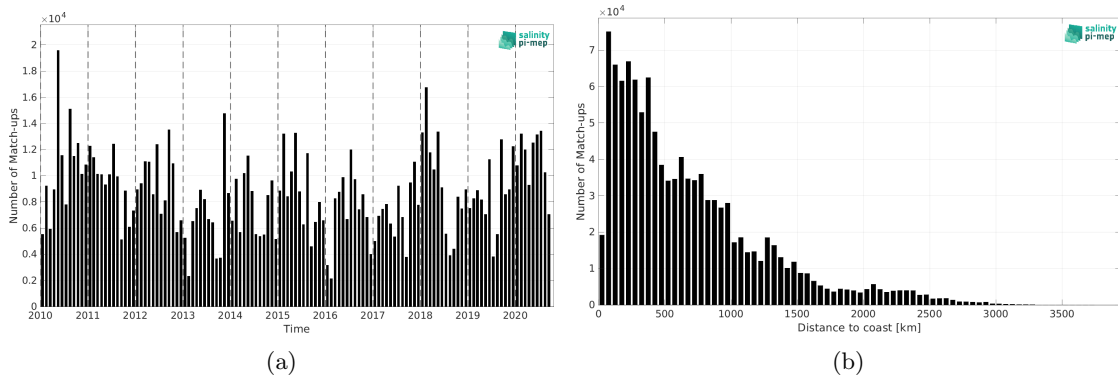 ×10⁴
salinity
pi-mep
2
1.8
1.6
1.4
1.2
1
0.8
0.6
0.4
0.2
0
Number of Match-ups
2010 2011 2012 2013 2014 2015 2016 2017 2018 2019 2020
Time
(a)
×10⁴
salinity
pi-mep
7
6
5
4
3
2
1
0
Number of Match-ups
0 500 1000 1500 2000 2500 3000 3500
Distance to coast [km]
(b)